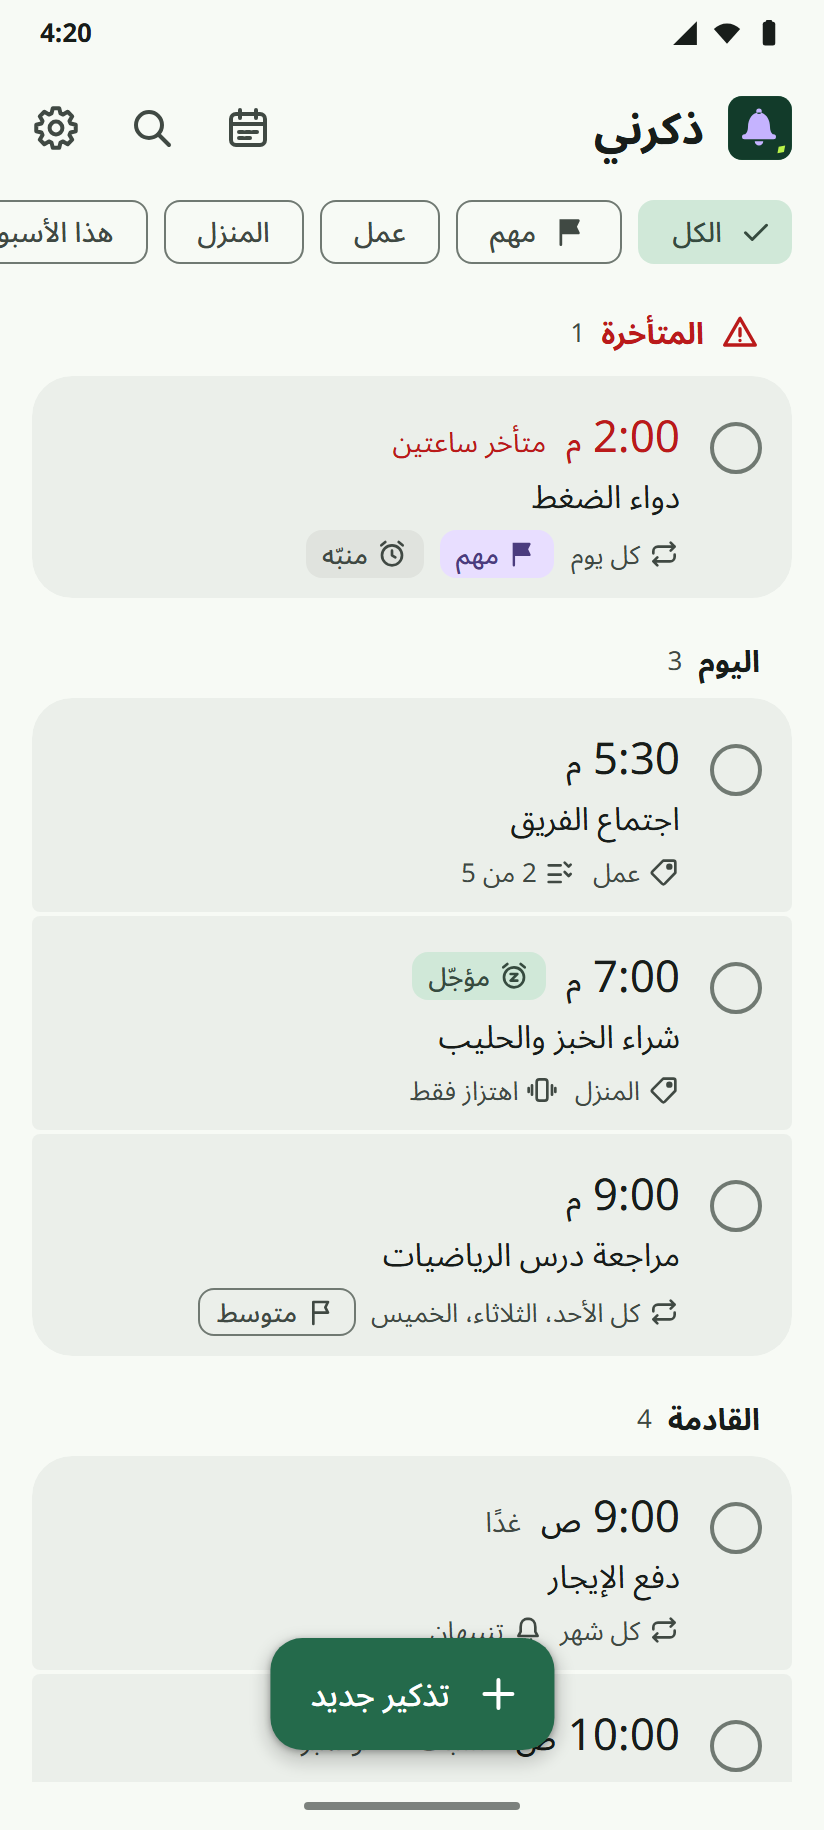 4:20
ذكرني
الكل
مهم
عمل
المنزل
هذا الأسبو
المتأخرة 1
2:00 م متأخر ساعتين
دواء الضغط
كل يوم مهم منبّه
اليوم 3
5:30 م
اجتماع الفريق
عمل 2 من 5
7:00 م مؤجّل
شراء الخبز والحليب
المنزل اهتزاز فقط
9:00 م
مراجعة درس الرياضيات
كل الأحد، الثلاثاء، الخميس متوسط
القادمة 4
9:00 ص غدًا
دفع الإيجار
كل شهر تنبيهان
10:00 ص
تذكير جديد